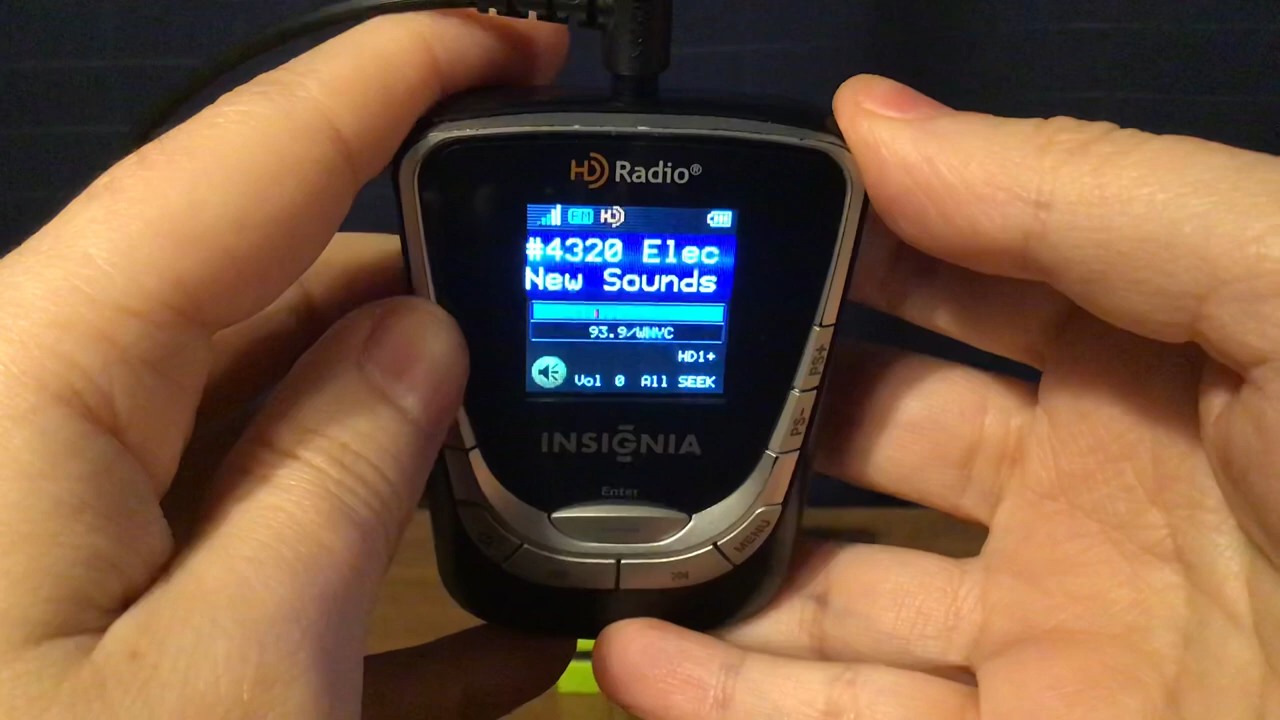 HD Radio®
FM HD
#4320 Elec
New Sounds
93.9/WNYC
HD1+
Vol 0 All SEEK
PS+
PS-
INSIGNIA
Enter
MENU